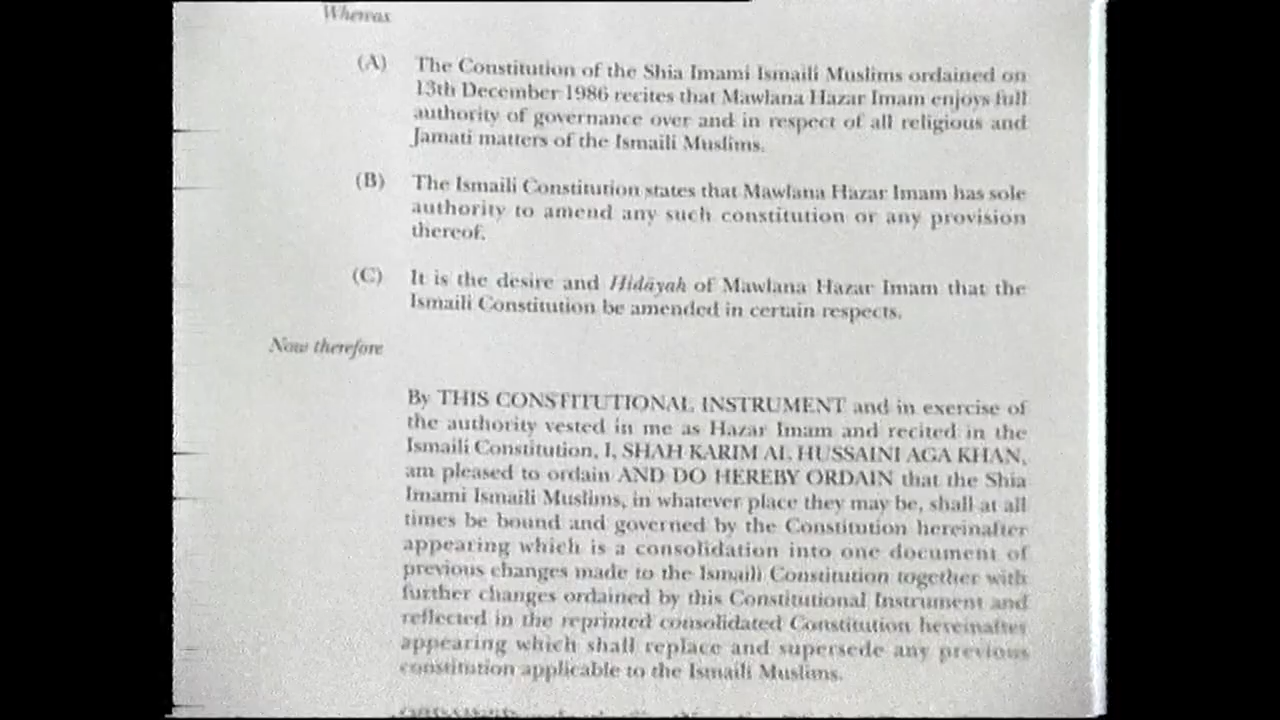 Whereas
(A) The Constitution of the Shia Imami Ismaili Muslims ordained on
13th December 1986 recites that Mawlana Hazar Imam enjoys full
authority of governance over and in respect of all religious and
Jamati matters of the Ismaili Muslims.
(B) The Ismaili Constitution states that Mawlana Hazar Imam has sole
authority to amend any such constitution or any provision
thereof.
(C) It is the desire and Hidāyah of Mawlana Hazar Imam that the
Ismaili Constitution be amended in certain respects.
Now therefore
By THIS CONSTITUTIONAL INSTRUMENT and in exercise of
the authority vested in me as Hazar Imam and recited in the
Ismaili Constitution, I, SHAH KARIM AL HUSSAINI AGA KHAN,
am pleased to ordain AND DO HEREBY ORDAIN that the Shia
Imami Ismaili Muslims, in whatever place they may be, shall at all
times be bound and governed by the Constitution hereinafter
appearing which is a consolidation into one document of
previous changes made to the Ismaili Constitution together with
further changes ordained by this Constitutional Instrument and
reflected in the reprinted consolidated Constitution hereinafter
appearing which shall replace and supersede any previous
constitution applicable to the Ismaili Muslims.